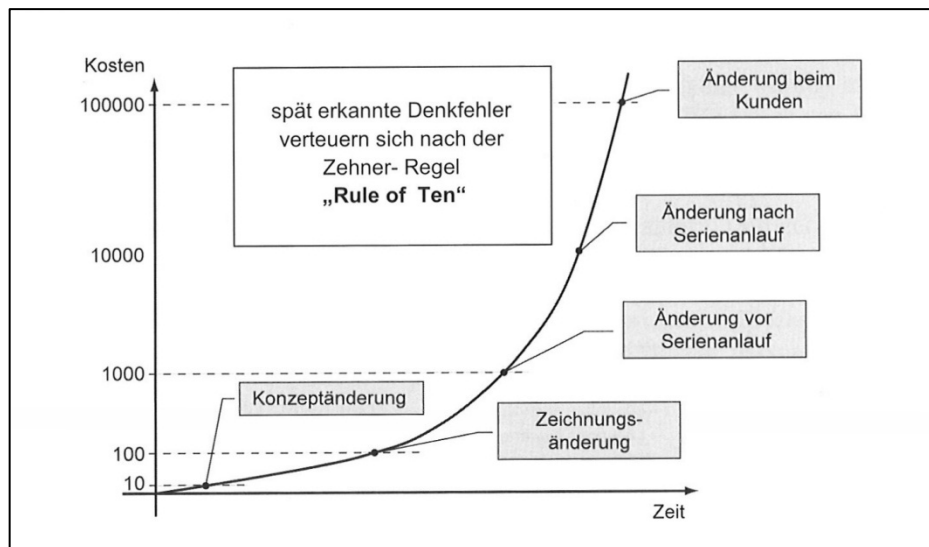 Kosten
100000
10000
1000
100
10
spät erkannte Denkfehler
verteuern sich nach der
Zehner- Regel
„Rule of Ten“
Änderung beim
Kunden
Änderung nach
Serienanlauf
Änderung vor
Serienanlauf
Konzeptänderung
Zeichnungs-
änderung
Zeit